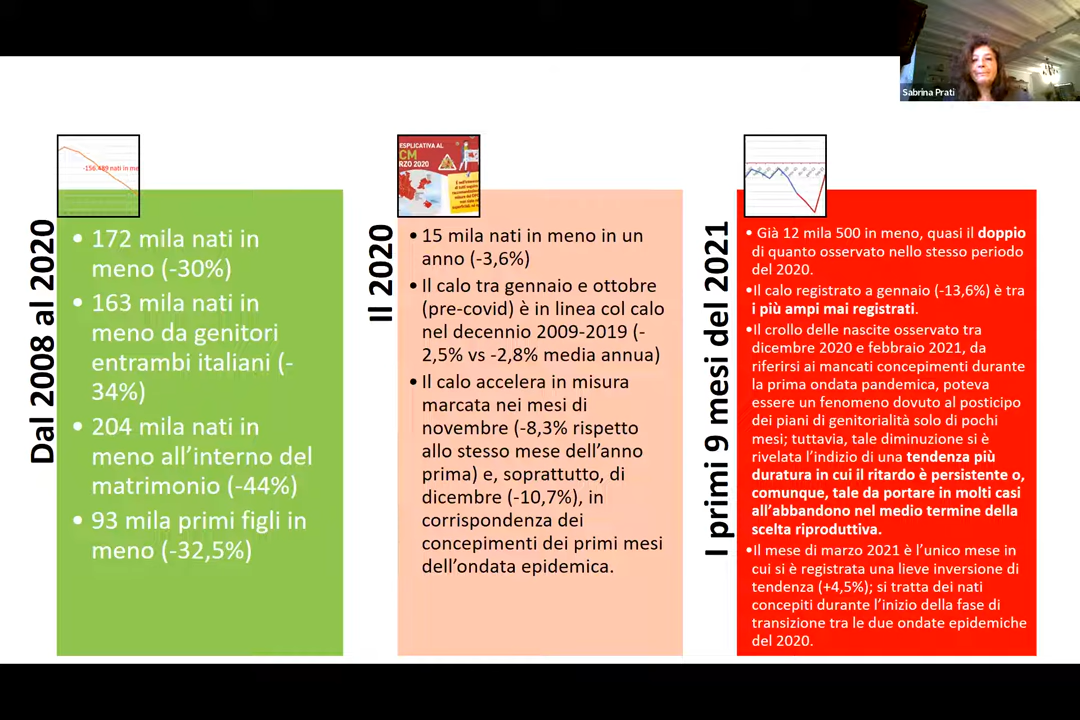 Sabrina Prati
-156.489 nati in me
Dal 2008 al 2020
• 172 mila nati in
meno (-30%)
• 163 mila nati in
meno da genitori
entrambi italiani (-
34%)
• 204 mila nati in
meno all’interno del
matrimonio (-44%)
• 93 mila primi figli in
meno (-32,5%)
ESPLICATIVA AL
CM
RZO 2020
Il 2020
• 15 mila nati in meno in un
anno (-3,6%)
• Il calo tra gennaio e ottobre
(pre-covid) è in linea col calo
nel decennio 2009-2019 (-
2,5% vs -2,8% media annua)
• Il calo accelera in misura
marcata nei mesi di
novembre (-8,3% rispetto
allo stesso mese dell’anno
prima) e, soprattutto, di
dicembre (-10,7%), in
corrispondenza dei
concepimenti dei primi mesi
dell’ondata epidemica.
I primi 9 mesi del 2021
• Già 12 mila 500 in meno, quasi il doppio
di quanto osservato nello stesso periodo
del 2020.
•Il calo registrato a gennaio (-13,6%) è tra
i più ampi mai registrati.
•Il crollo delle nascite osservato tra
dicembre 2020 e febbraio 2021, da
riferirsi ai mancati concepimenti durante
la prima ondata pandemica, poteva
essere un fenomeno dovuto al posticipo
dei piani di genitorialità solo di pochi
mesi; tuttavia, tale diminuzione si è
rivelata l’indizio di una tendenza più
duratura in cui il ritardo è persistente o,
comunque, tale da portare in molti casi
all’abbandono nel medio termine della
scelta riproduttiva.
•Il mese di marzo 2021 è l’unico mese in
cui si è registrata una lieve inversione di
tendenza (+4,5%); si tratta dei nati
concepiti durante l’inizio della fase di
transizione tra le due ondate epidemiche
del 2020.